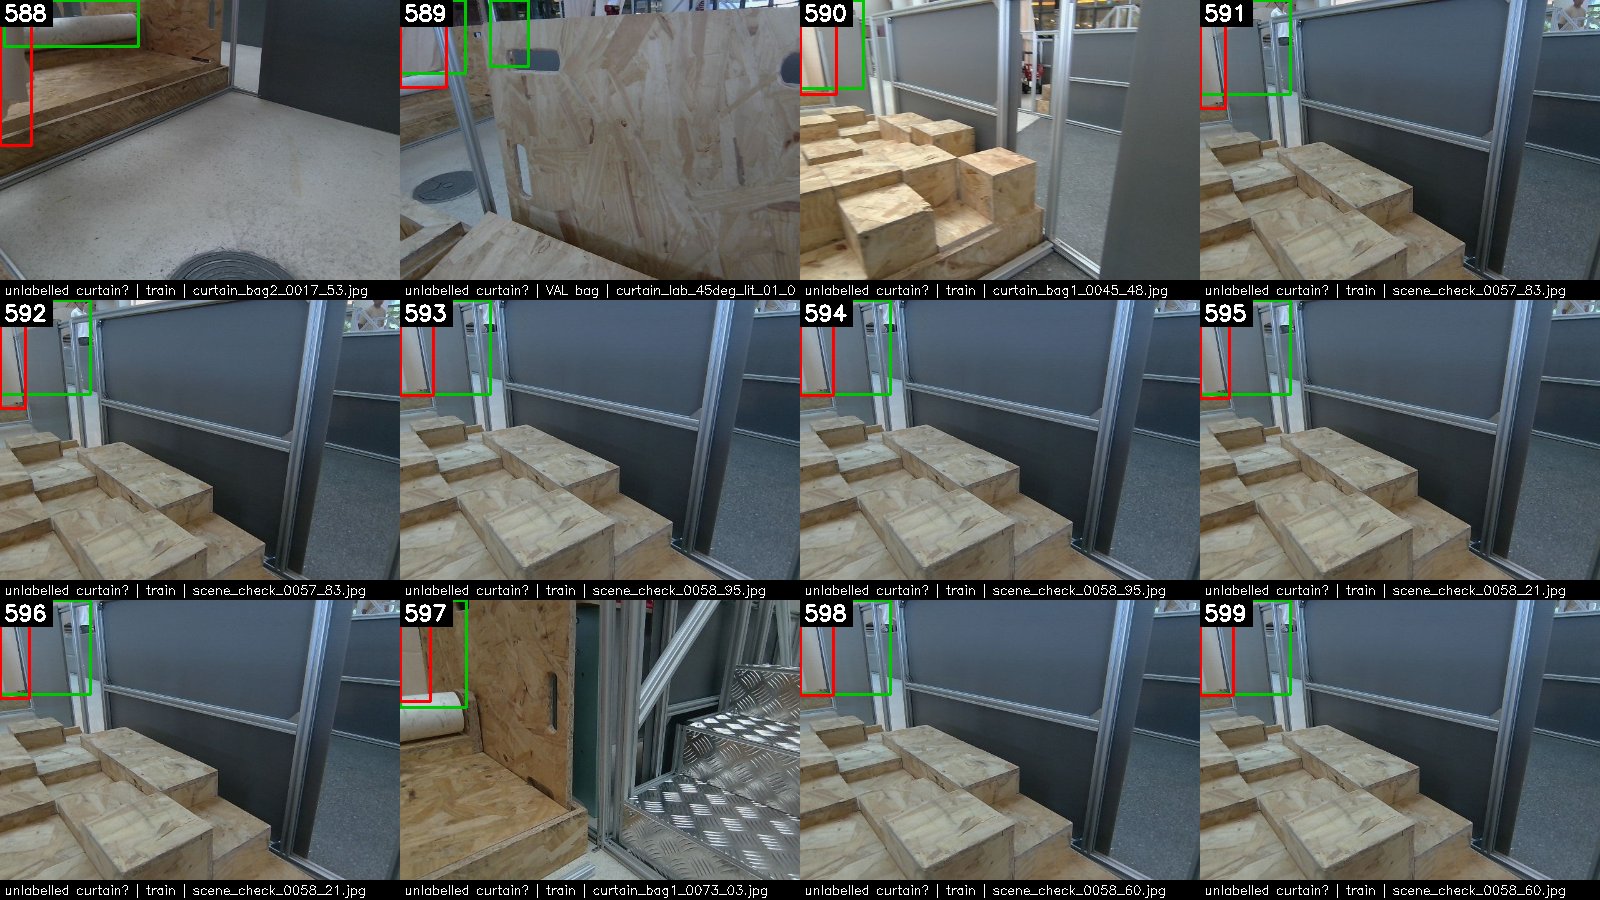 588
589
590
591
unlabelled curtain? | train | curtain_bag2_0017_53.jpg
unlabelled curtain? | VAL bag | curtain_lab_45deg_lit_01_0
unlabelled curtain? | train | curtain_bag1_0045_48.jpg
unlabelled curtain? | train | scene_check_0057_83.jpg
592
593
594
595
unlabelled curtain? | train | scene_check_0057_83.jpg
unlabelled curtain? | train | scene_check_0058_95.jpg
unlabelled curtain? | train | scene_check_0058_95.jpg
unlabelled curtain? | train | scene_check_0058_21.jpg
596
597
598
599
unlabelled curtain? | train | scene_check_0058_21.jpg
unlabelled curtain? | train | curtain_bag1_0073_03.jpg
unlabelled curtain? | train | scene_check_0058_60.jpg
unlabelled curtain? | train | scene_check_0058_60.jpg